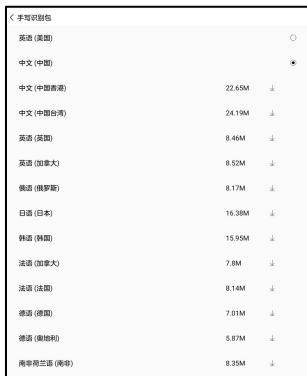 手写识别包
英语 (美国)
中文 (中国)
中文 (中国香港) 22.65M
中文 (中国台湾) 24.19M
英语 (英国) 8.46M
英语 (加拿大) 8.52M
俄语 (俄罗斯) 8.17M
日语 (日本) 16.38M
韩语 (韩国) 15.95M
法语 (加拿大) 7.8M
法语 (法国) 8.14M
德语 (德国) 7.01M
德语 (奥地利) 5.87M
南非荷兰语 (南非) 8.35M